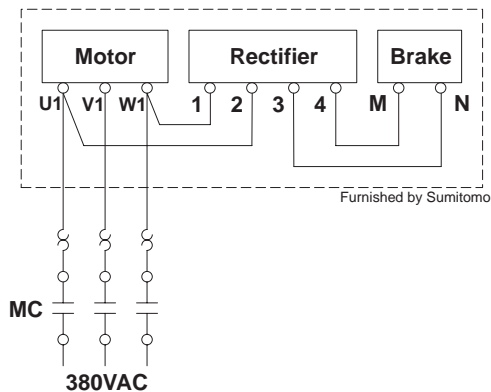 Motor Rectifier Brake
U1 V1 W1 1 2 3 4 M N
Furnished by Sumitomo
MC
380VAC